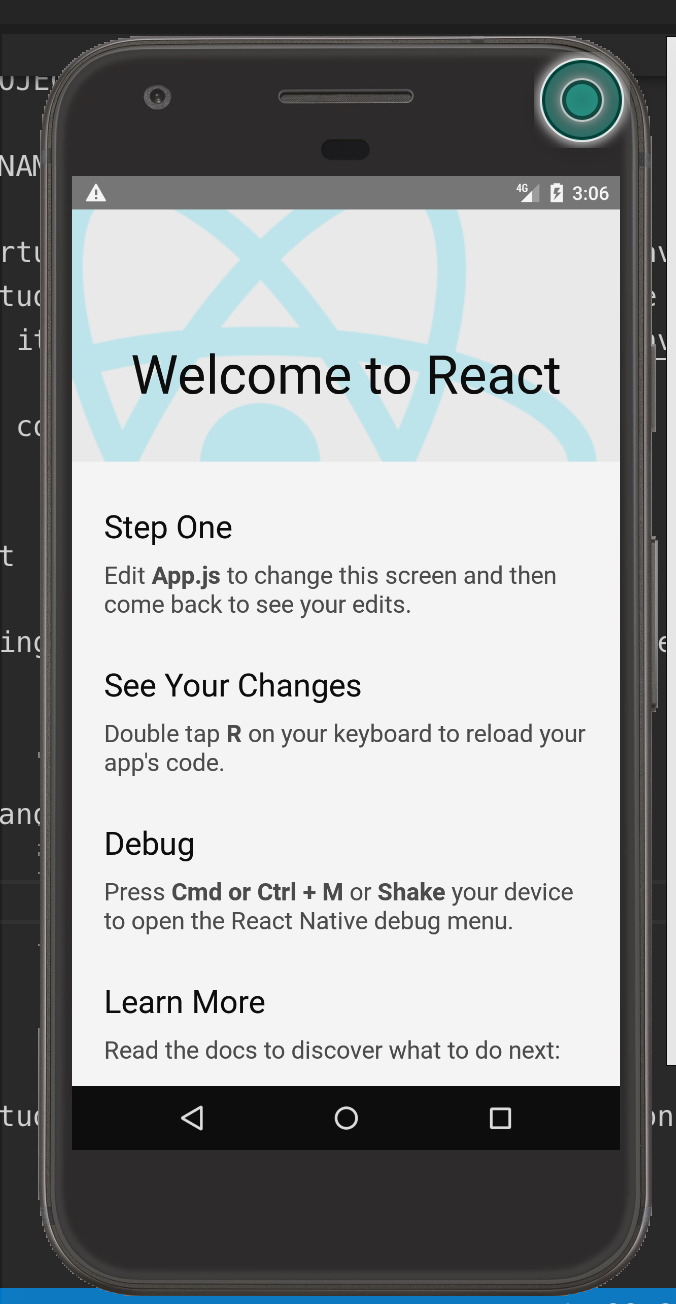 4G 3:06
Welcome to React
Step One
Edit App.js to change this screen and then
come back to see your edits.
See Your Changes
Double tap R on your keyboard to reload your
app's code.
Debug
Press Cmd or Ctrl + M or Shake your device
to open the React Native debug menu.
Learn More
Read the docs to discover what to do next: